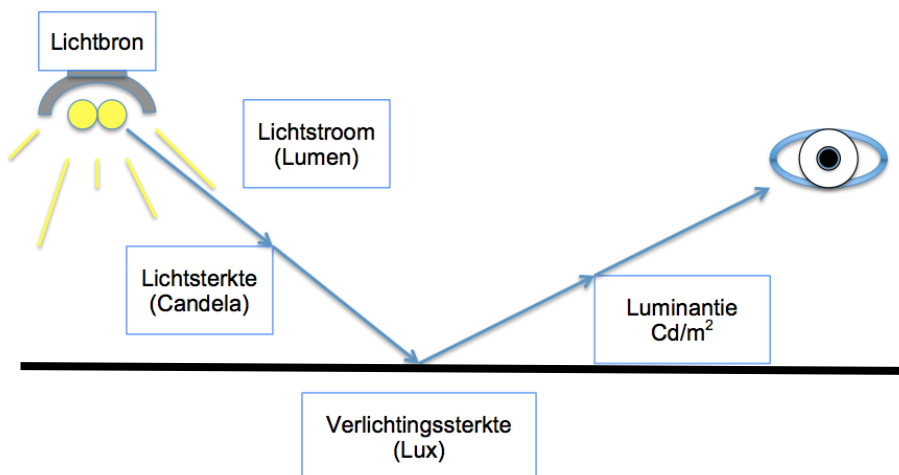 Lichtbron
Lichtstroom
(Lumen)
Lichtsterkte
(Candela)
Luminantie
Cd/m²
Verlichtingssterkte
(Lux)